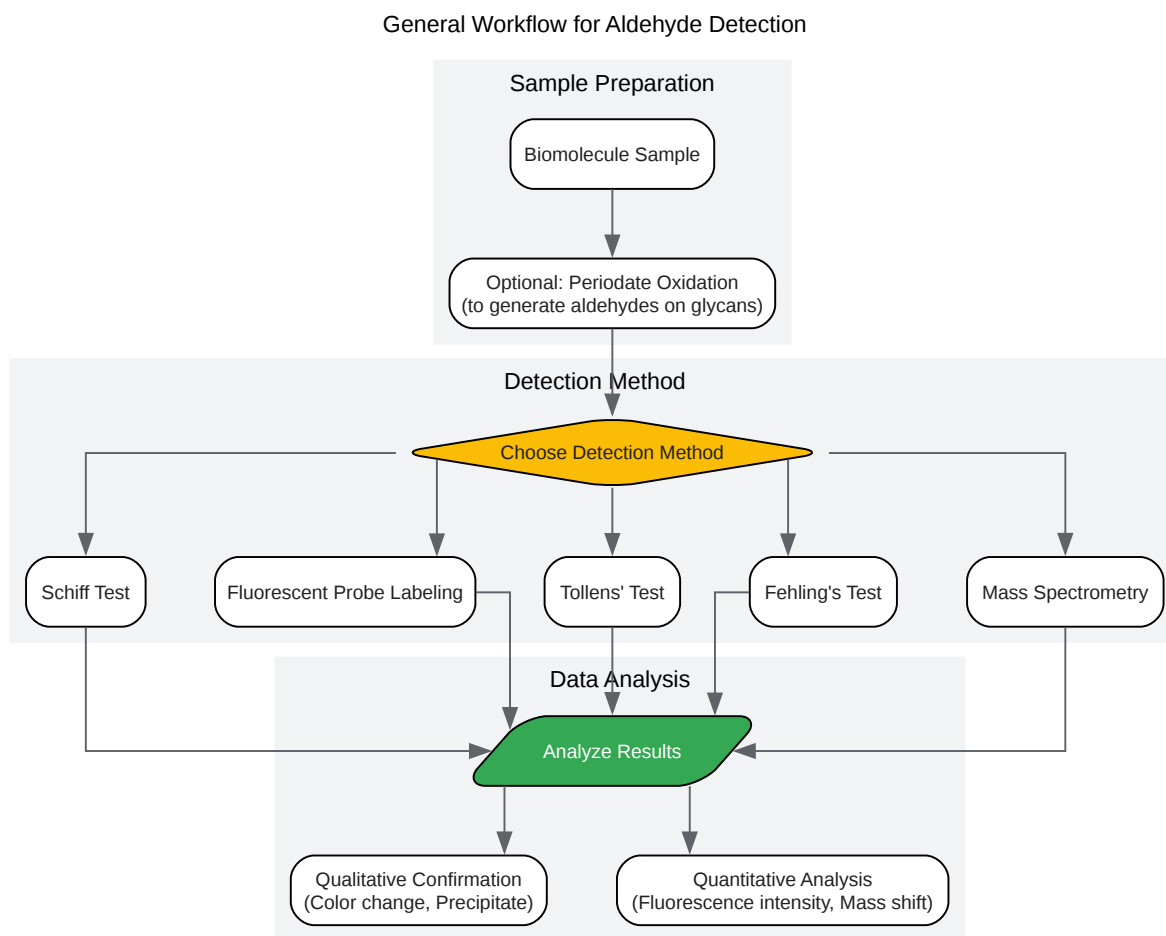 General Workflow for Aldehyde Detection
Sample Preparation
Biomolecule Sample
Optional: Periodate Oxidation
(to generate aldehydes on glycans)
Detection Method
Choose Detection Method
Schiff Test
Fluorescent Probe Labeling
Tollens' Test
Fehling's Test
Mass Spectrometry
Data Analysis
Analyze Results
Qualitative Confirmation
(Color change, Precipitate)
Quantitative Analysis
(Fluorescence intensity, Mass shift)